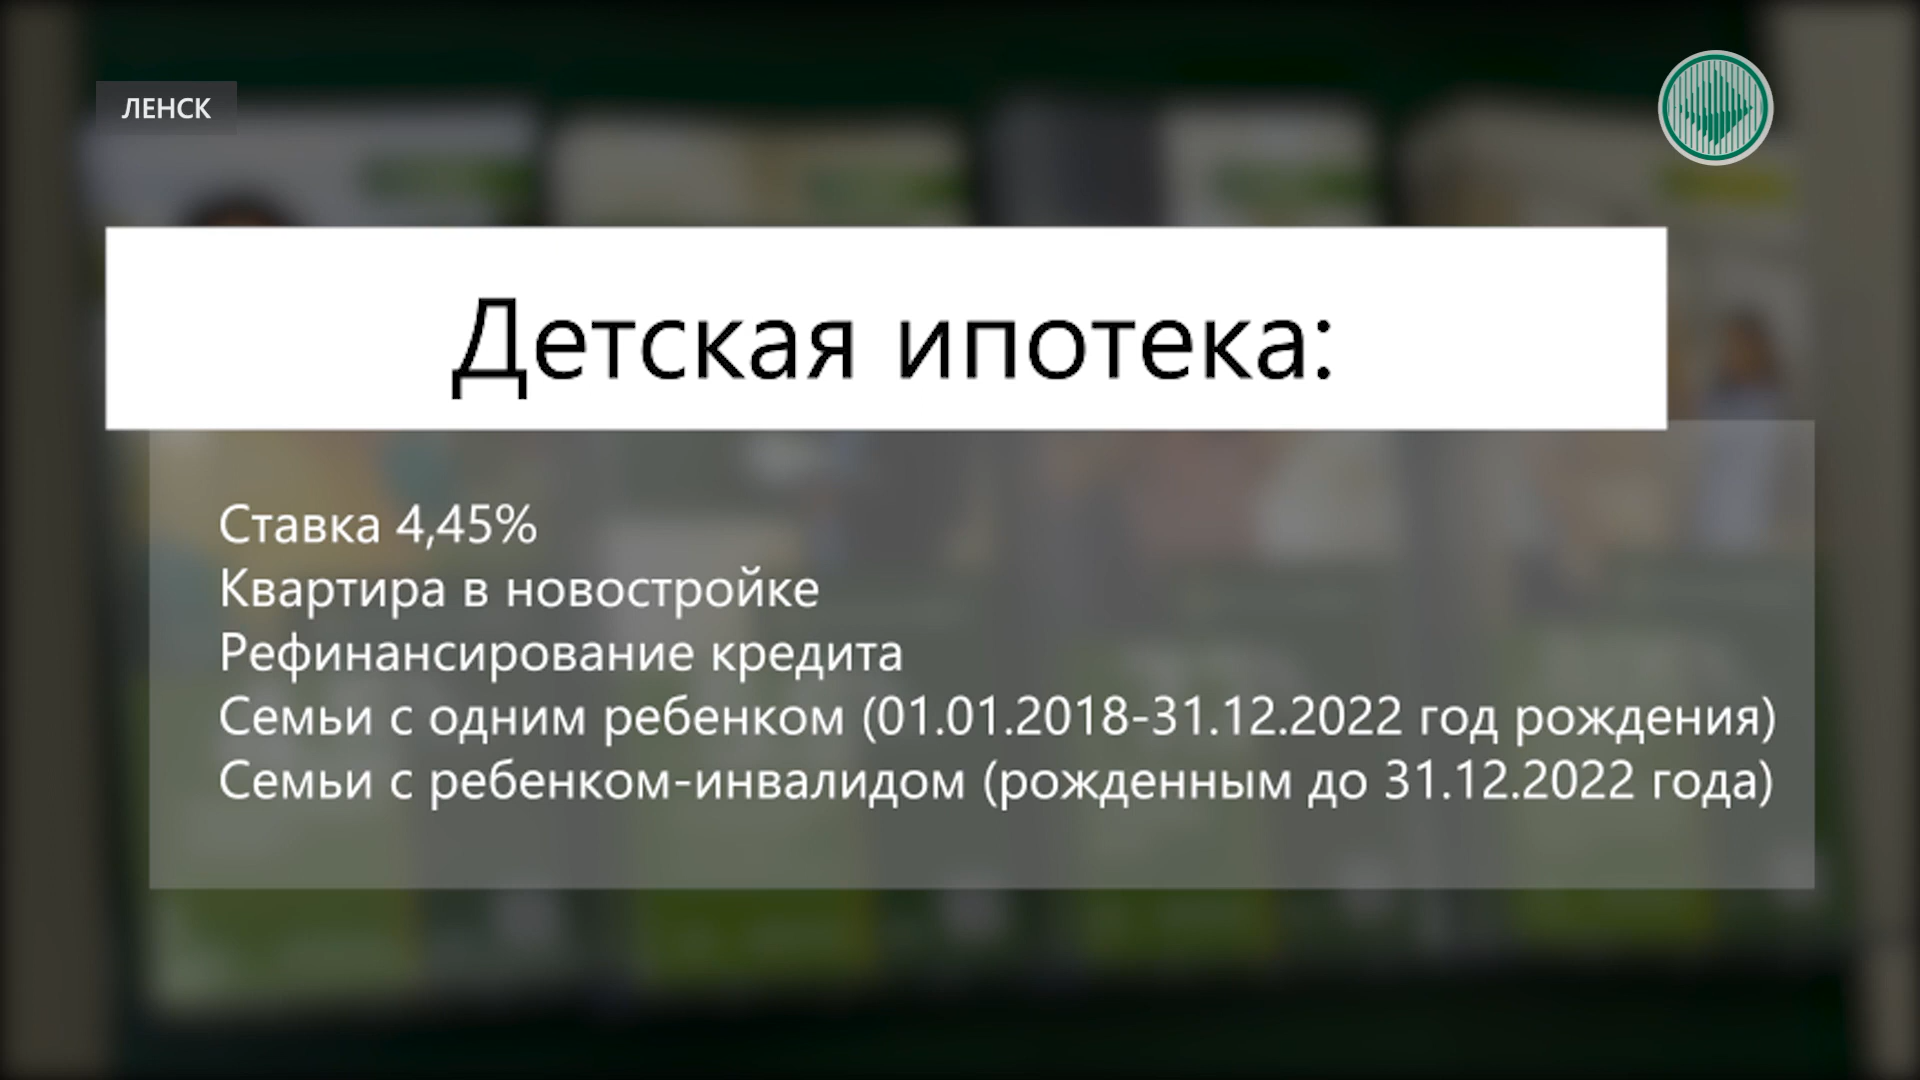 ЛЕНСК
Детская ипотека:
Ставка 4,45%
Квартира в новостройке
Рефинансирование кредита
Семьи с одним ребенком (01.01.2018-31.12.2022 год рождения)
Семьи с ребенком-инвалидом (рожденным до 31.12.2022 года)